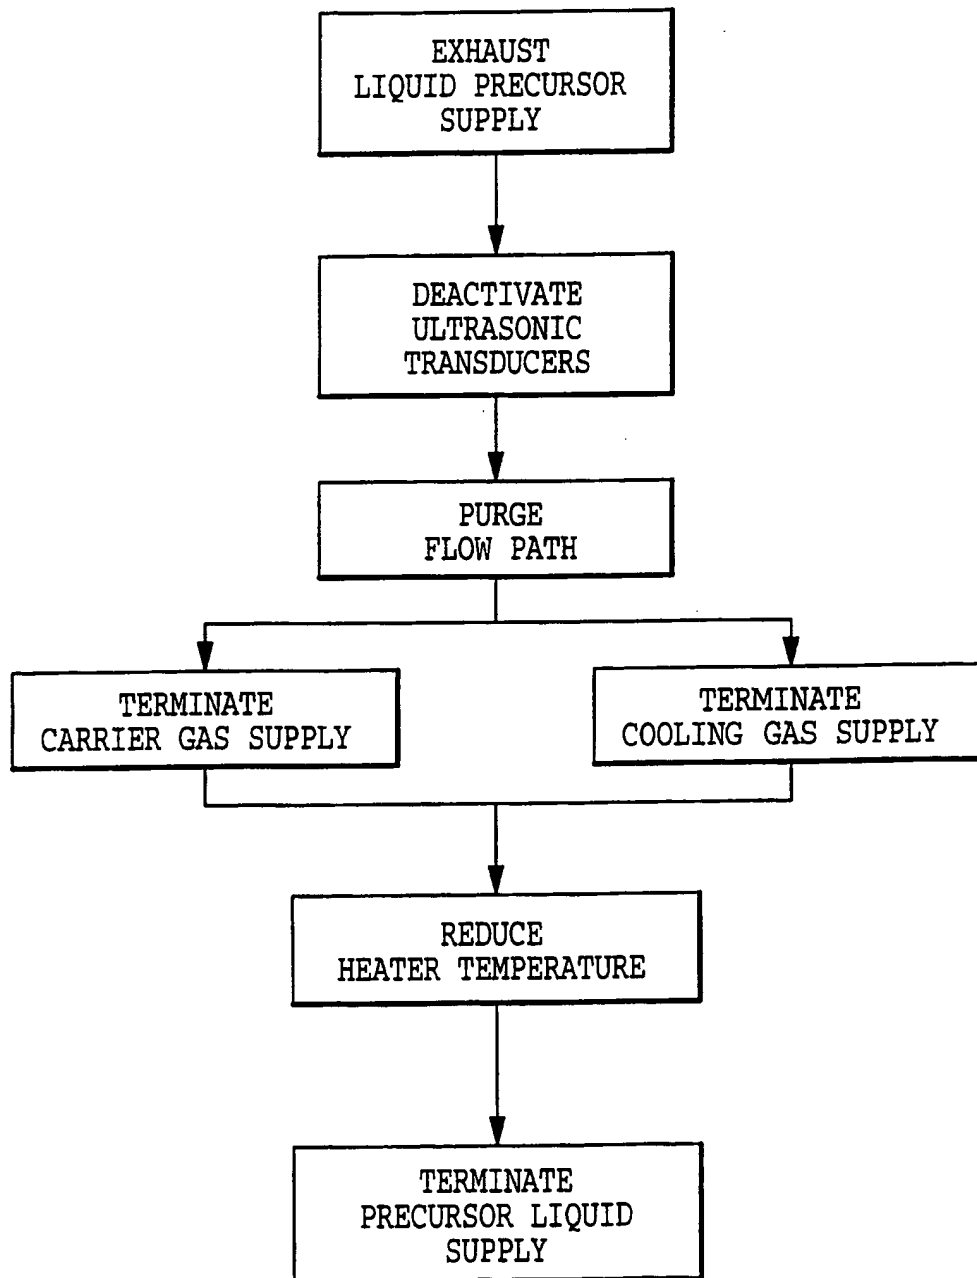 EXHAUST
LIQUID PRECURSOR
SUPPLY
DEACTIVATE
ULTRASONIC
TRANSDUCERS
PURGE
FLOW PATH
TERMINATE
CARRIER GAS SUPPLY
TERMINATE
COOLING GAS SUPPLY
REDUCE
HEATER TEMPERATURE
TERMINATE
PRECURSOR LIQUID
SUPPLY